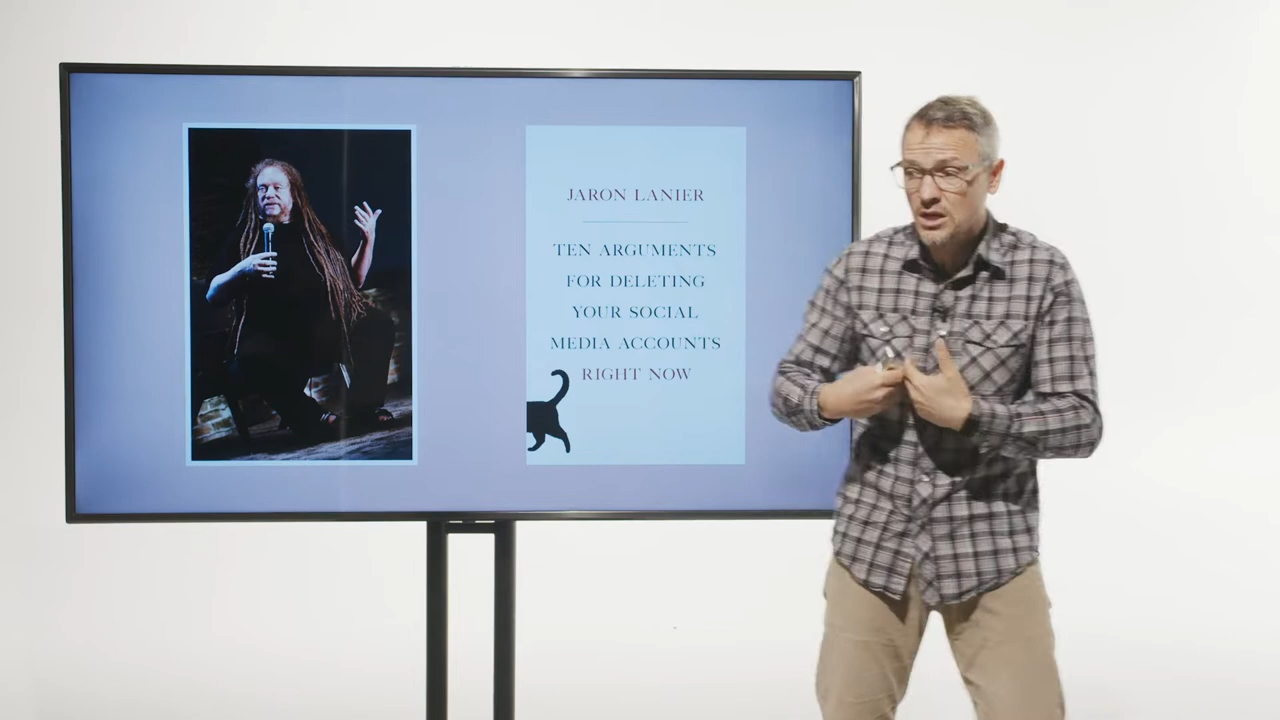 JARON LANIER
TEN ARGUMENTS
FOR DELETING
YOUR SOCIAL
MEDIA ACCOUNTS
RIGHT NOW